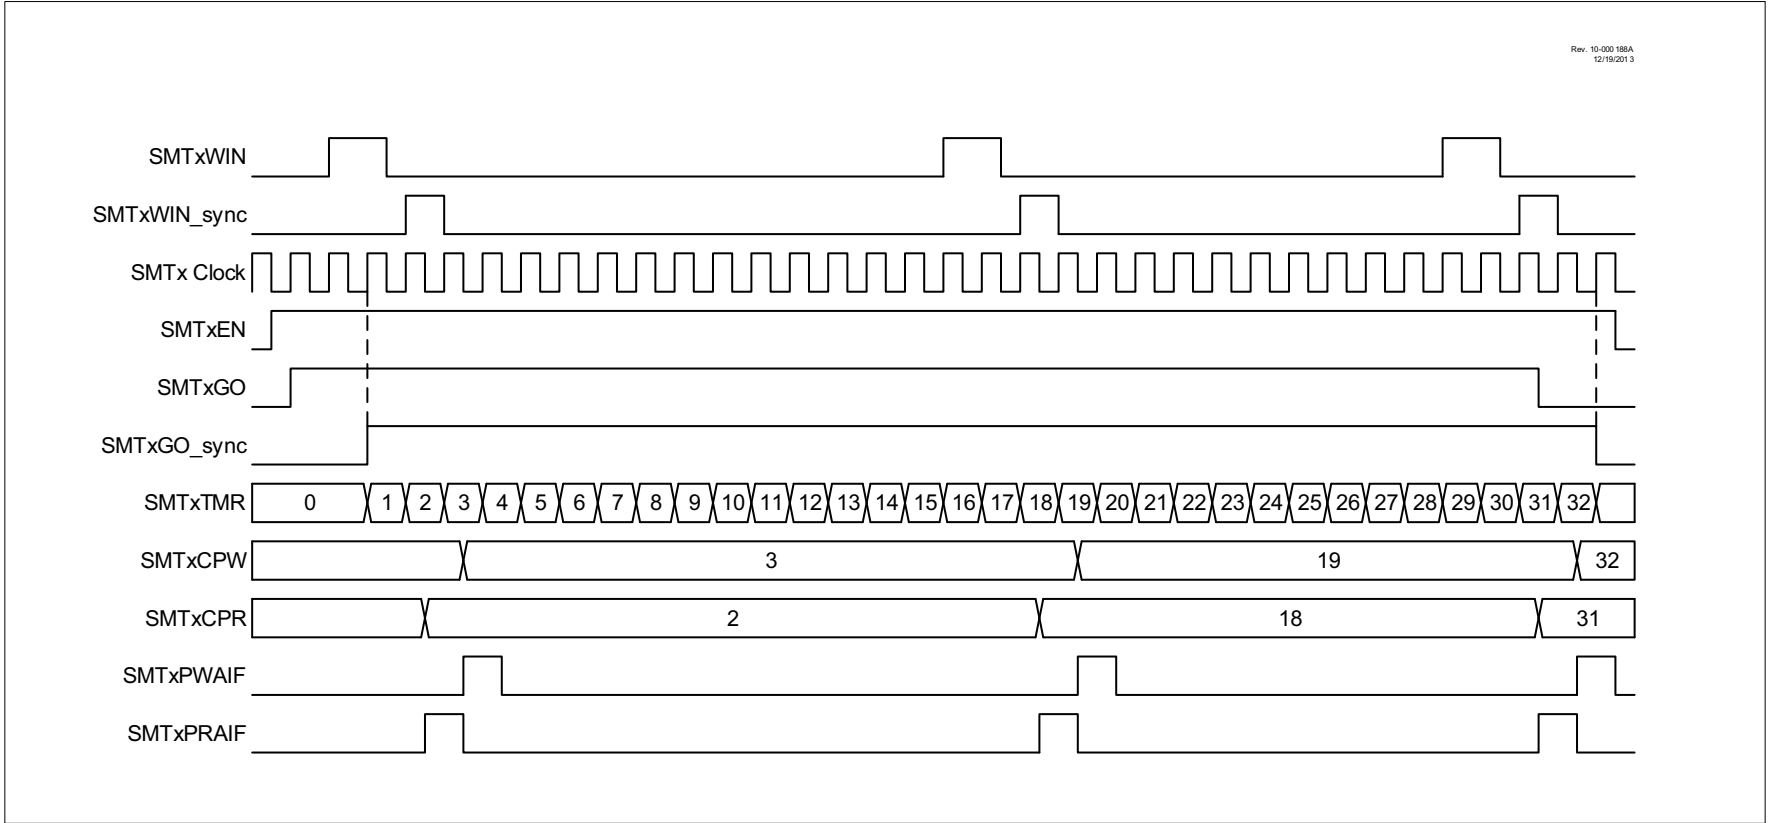 Rev. 10-000 188A
12/19/201 3
SMTxWIN
SMTxWIN_sync
SMTx Clock
SMTxEN
SMTxGO
SMTxGO_sync
SMTxTMR 0 1 2 3 4 5 6 7 8 9 10 11 12 13 14 15 16 17 18 19 20 21 22 23 24 25 26 27 28 29 30 31 32
SMTxCPW 3 19 32
SMTxCPR 2 18 31
SMTxPWAIF
SMTxPRAIF